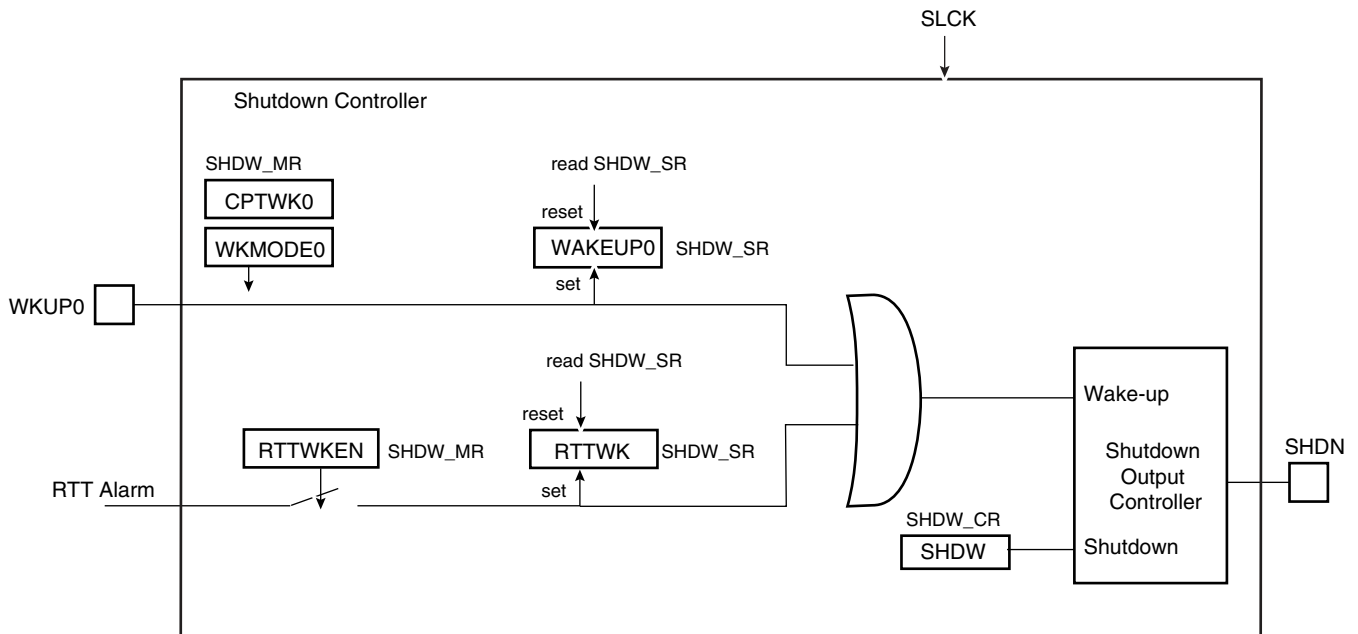 SLCK
Shutdown Controller
SHDW_MR
CPTWK0
WKMODE0
read SHDW_SR
reset
WAKEUP0
SHDW_SR
set
WKUP0
read SHDW_SR
reset
RTTWKEN
SHDW_MR
RTTWK
SHDW_SR
set
RTT Alarm
Wake-up
Shutdown
Output
Controller
SHDN
SHDW_CR
SHDW
Shutdown